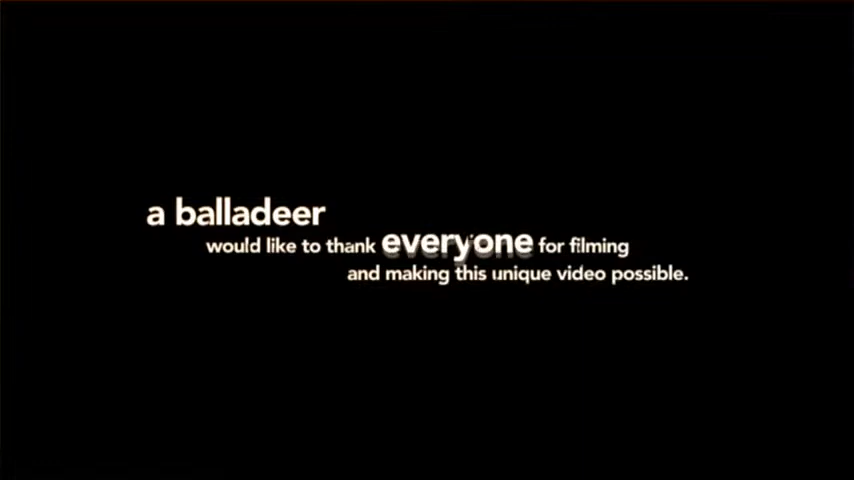 a balladeer
would like to thank everyone for filming
and making this unique video possible.